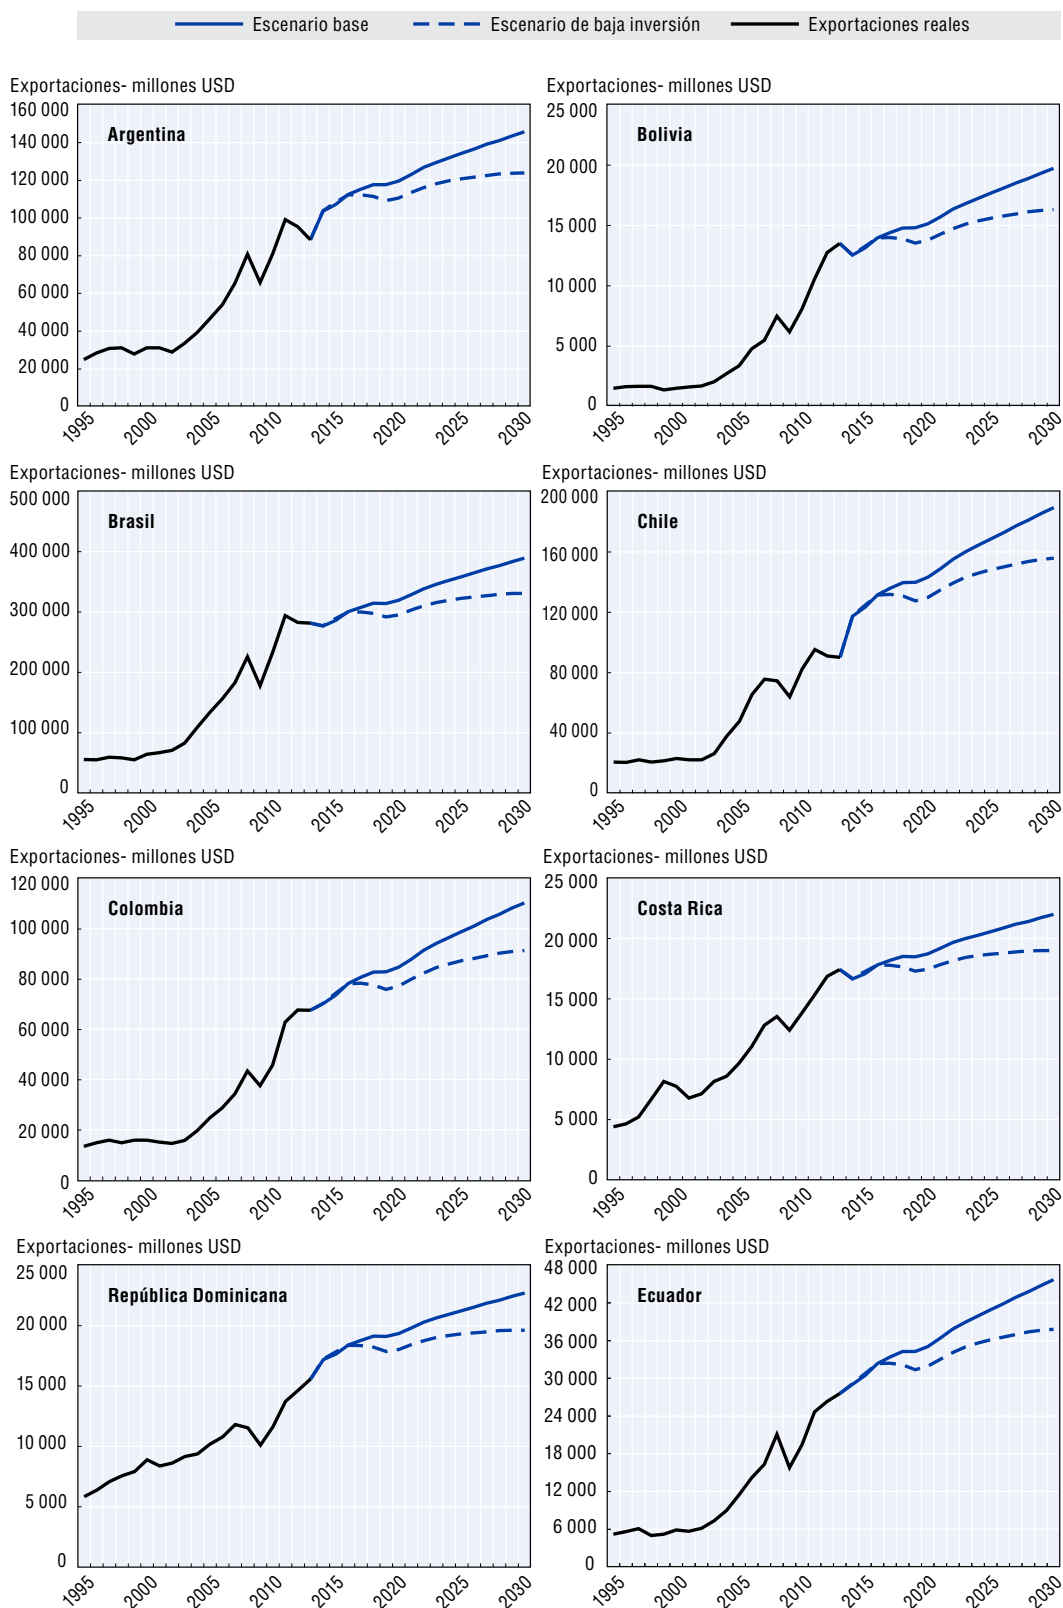 Escenario base Escenario de baja inversión Exportaciones reales
Exportaciones- millones USD
160 000
140 000
120 000
100 000
80 000
60 000
40 000
20 000
0
Argentina
1995 2000 2005 2010 2015 2020 2025 2030
Exportaciones- millones USD
25 000
20 000
15 000
10 000
5 000
0
Bolivia
1995 2000 2005 2010 2015 2020 2025 2030
Exportaciones- millones USD
500 000
400 000
300 000
200 000
100 000
0
Brasil
1995 2000 2005 2010 2015 2020 2025 2030
Exportaciones- millones USD
200 000
160 000
120 000
80 000
40 000
0
Chile
1995 2000 2005 2010 2015 2020 2025 2030
Exportaciones- millones USD
120 000
100 000
80 000
60 000
40 000
20 000
0
Colombia
1995 2000 2005 2010 2015 2020 2025 2030
Exportaciones- millones USD
25 000
20 000
15 000
10 000
5 000
0
Costa Rica
1995 2000 2005 2010 2015 2020 2025 2030
Exportaciones- millones USD
25 000
20 000
15 000
10 000
5 000
0
República Dominicana
1995 2000 2005 2010 2015 2020 2025 2030
Exportaciones- millones USD
48 000
42 000
36 000
30 000
24 000
18 000
12 000
6 000
0
Ecuador
1995 2000 2005 2010 2015 2020 2025 2030